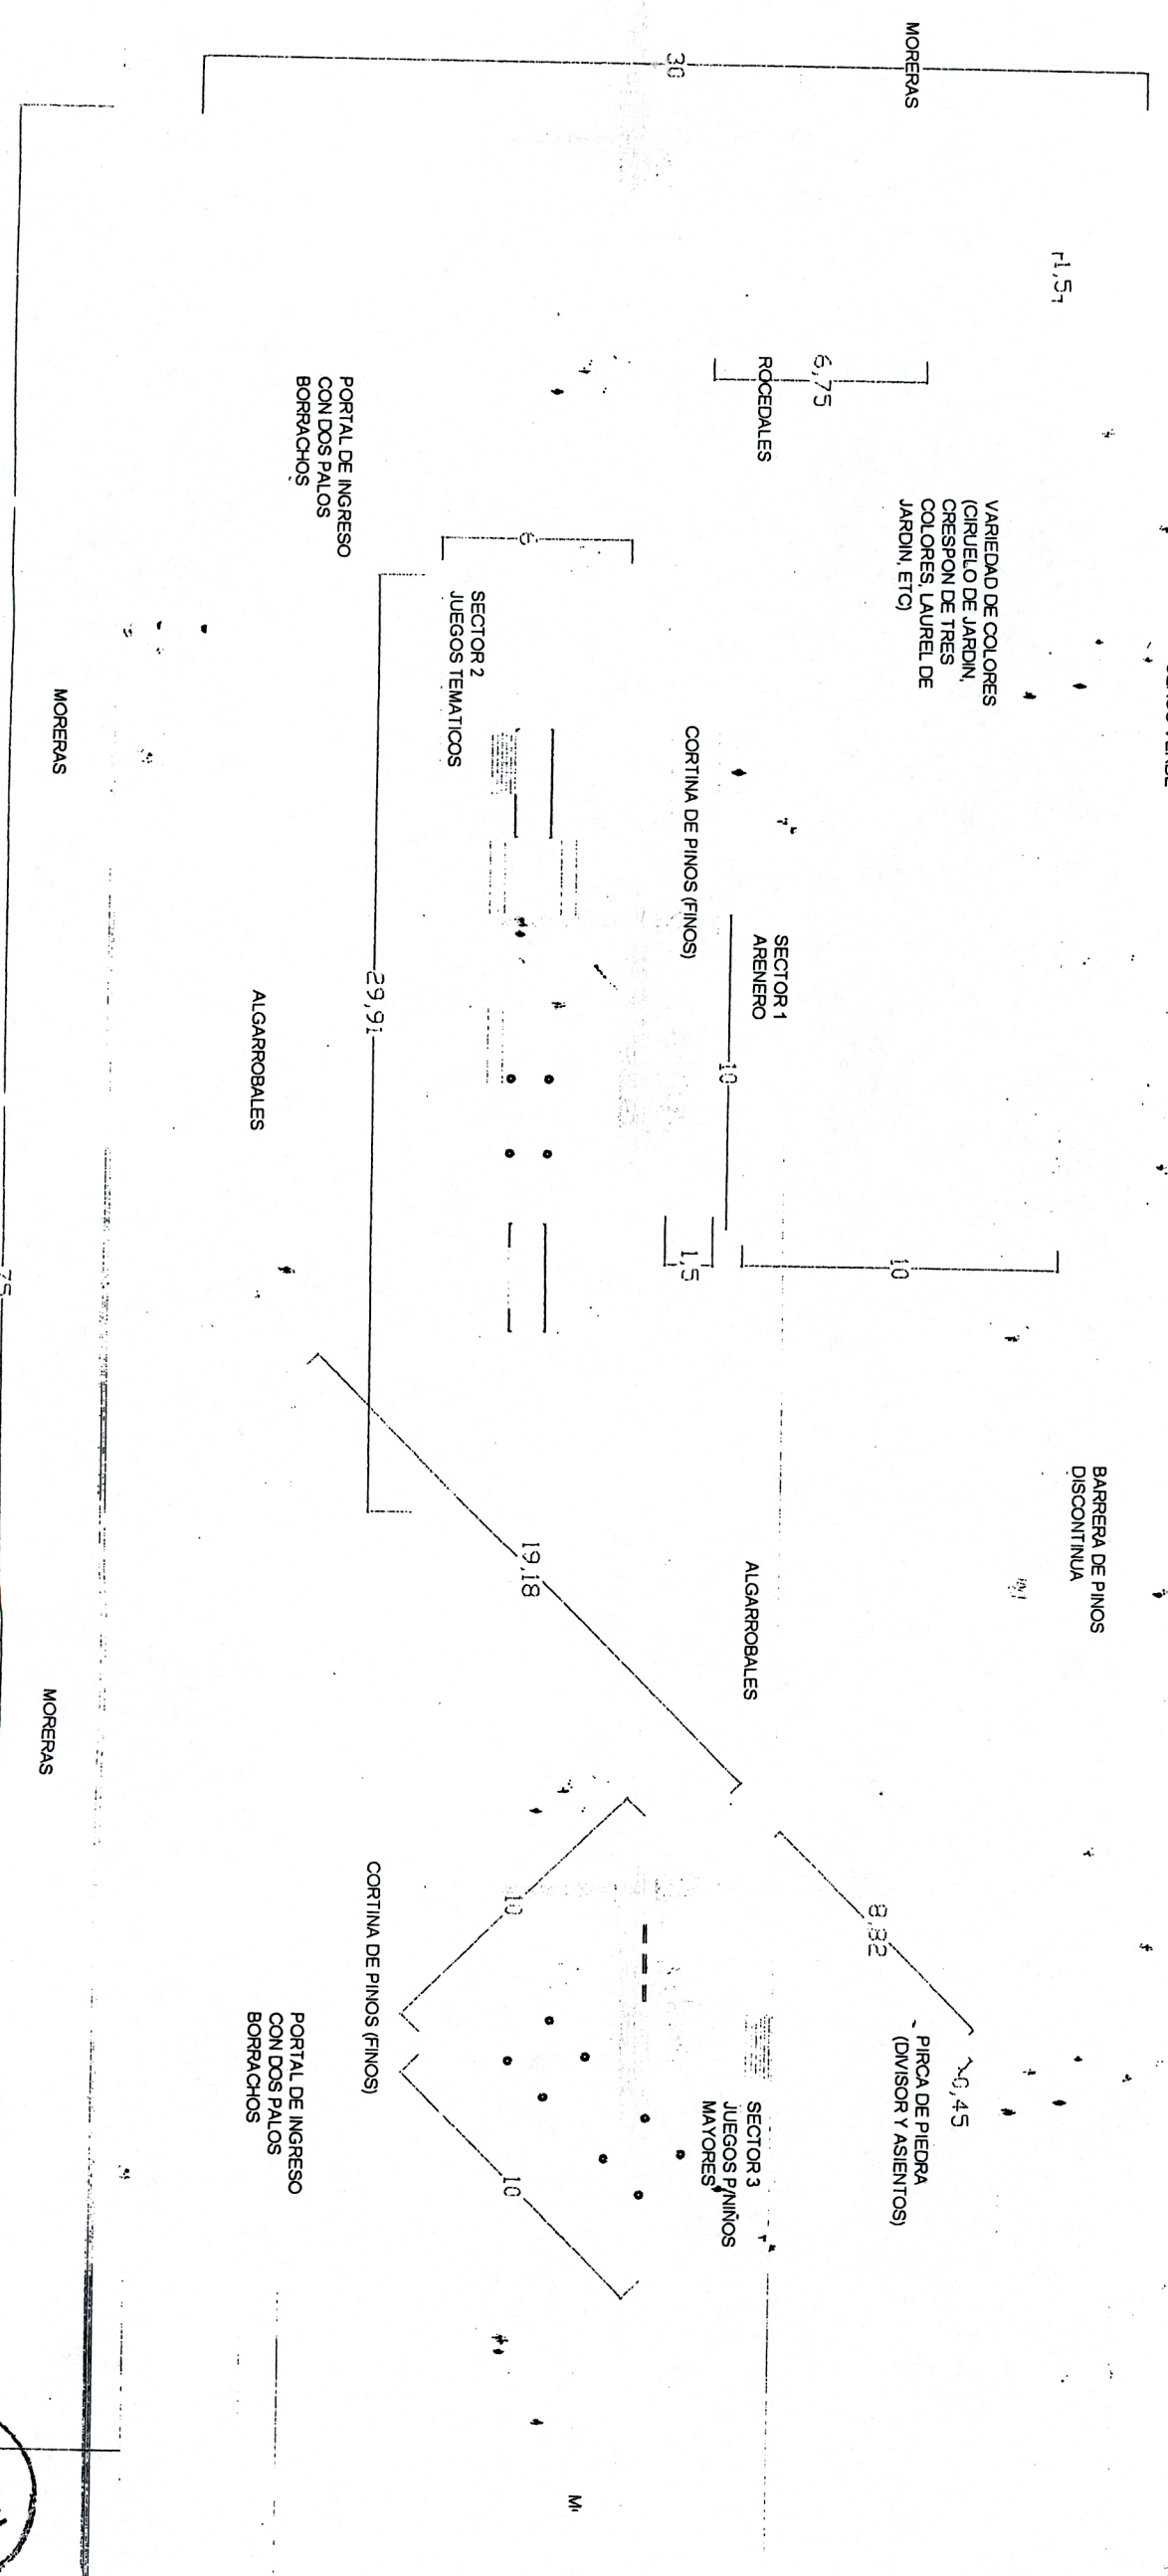 MORERAS
30
1,5
6,75
ROCEDALES
VARIEDAD DE COLORES
(CIRUELO DE JARDIN,
CRESPON DE TRES
COLORES, LAUREL DE
JARDIN, ETC)
PORTAL DE INGRESO
CON DOS PALOS
BORRACHOS
6
SECTOR 2
JUEGOS TEMATICOS
MORERAS
CORTINA DE PINOS (FINOS)
SECTOR 1
ARENERO
10
29,91
ALGARROBALES
10
1,5
75
BARRERA DE PINOS
DISCONTINUA
19,18
ALGARROBALES
MORERAS
10
8,82
CORTINA DE PINOS (FINOS)
PIRCA DE PIEDRA
(DIVISOR Y ASIENTOS)
0,45
PORTAL DE INGRESO
CON DOS PALOS
BORRACHOS
SECTOR 3
JUEGOS P/NIÑOS
MAYORES
10